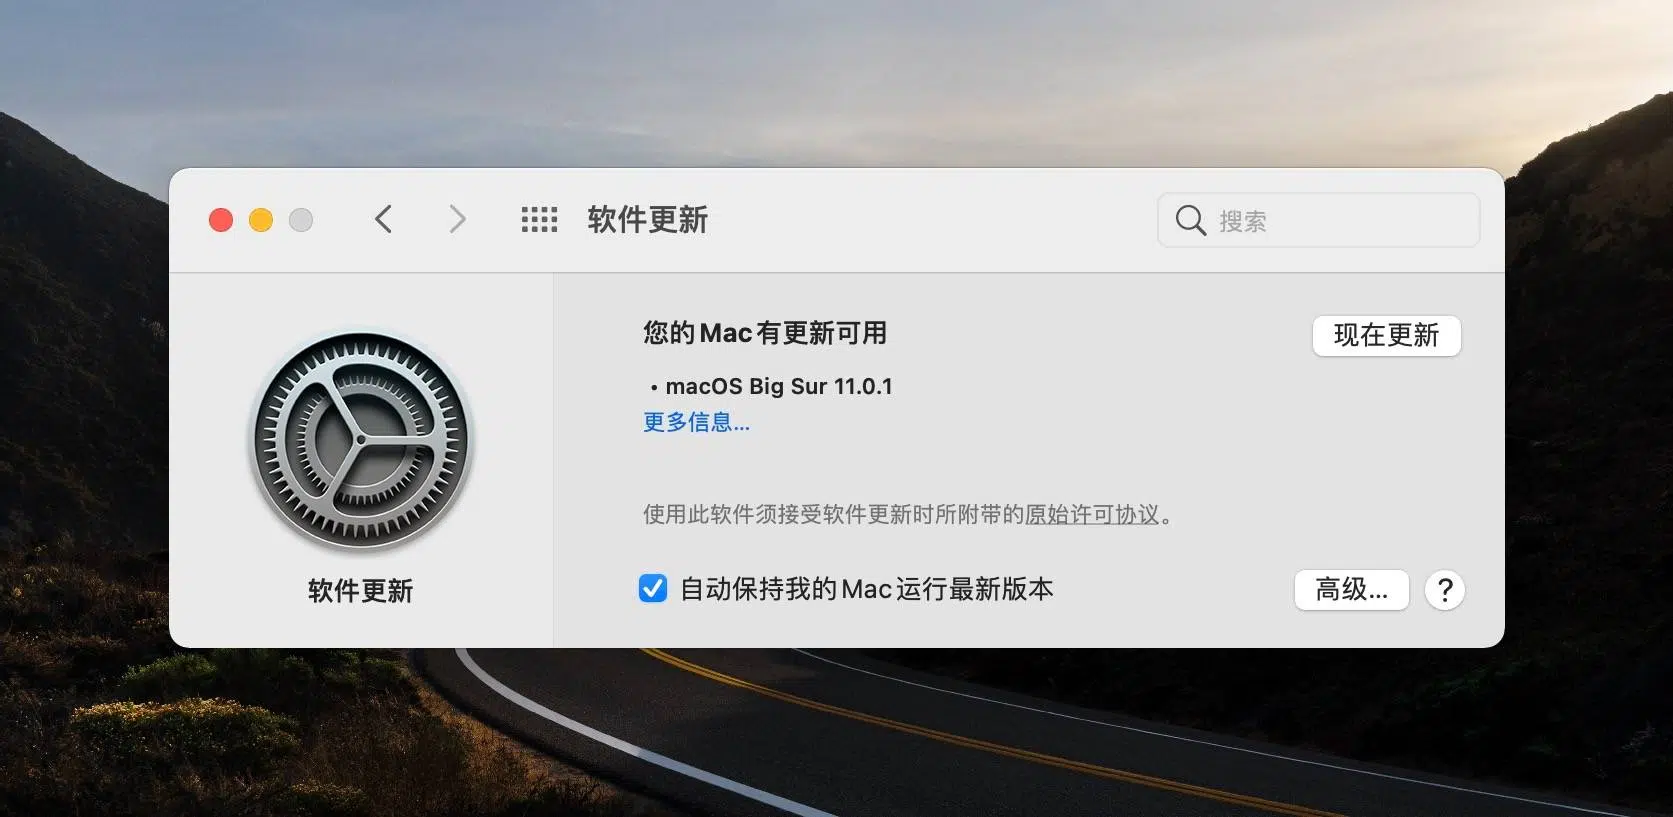 软件更新
搜索
您的Mac有更新可用
现在更新
• macOS Big Sur 11.0.1
更多信息...
使用此软件须接受软件更新时所附带的原始许可协议。
软件更新
自动保持我的Mac运行最新版本
高级...
?